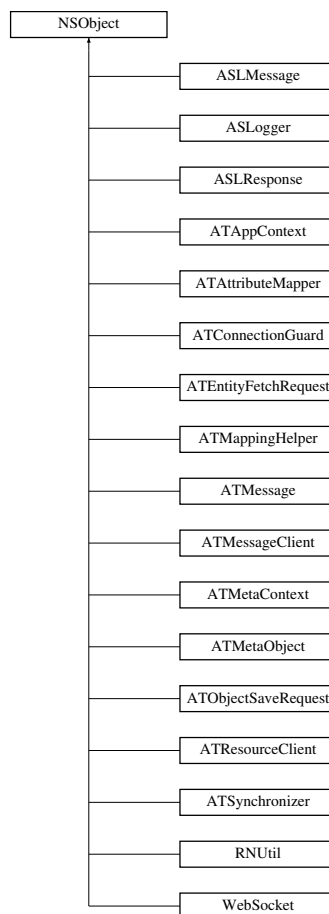 NSObject
ASLMessage
ASLogger
ASLResponse
ATAppContext
ATAttributeMapper
ATConnectionGuard
ATEntityFetchRequest
ATMappingHelper
ATMessage
ATMessageClient
ATMetaContext
ATMetaObject
ATObjectSaveRequest
ATResourceClient
ATSynchronizer
RNUtil
WebSocket